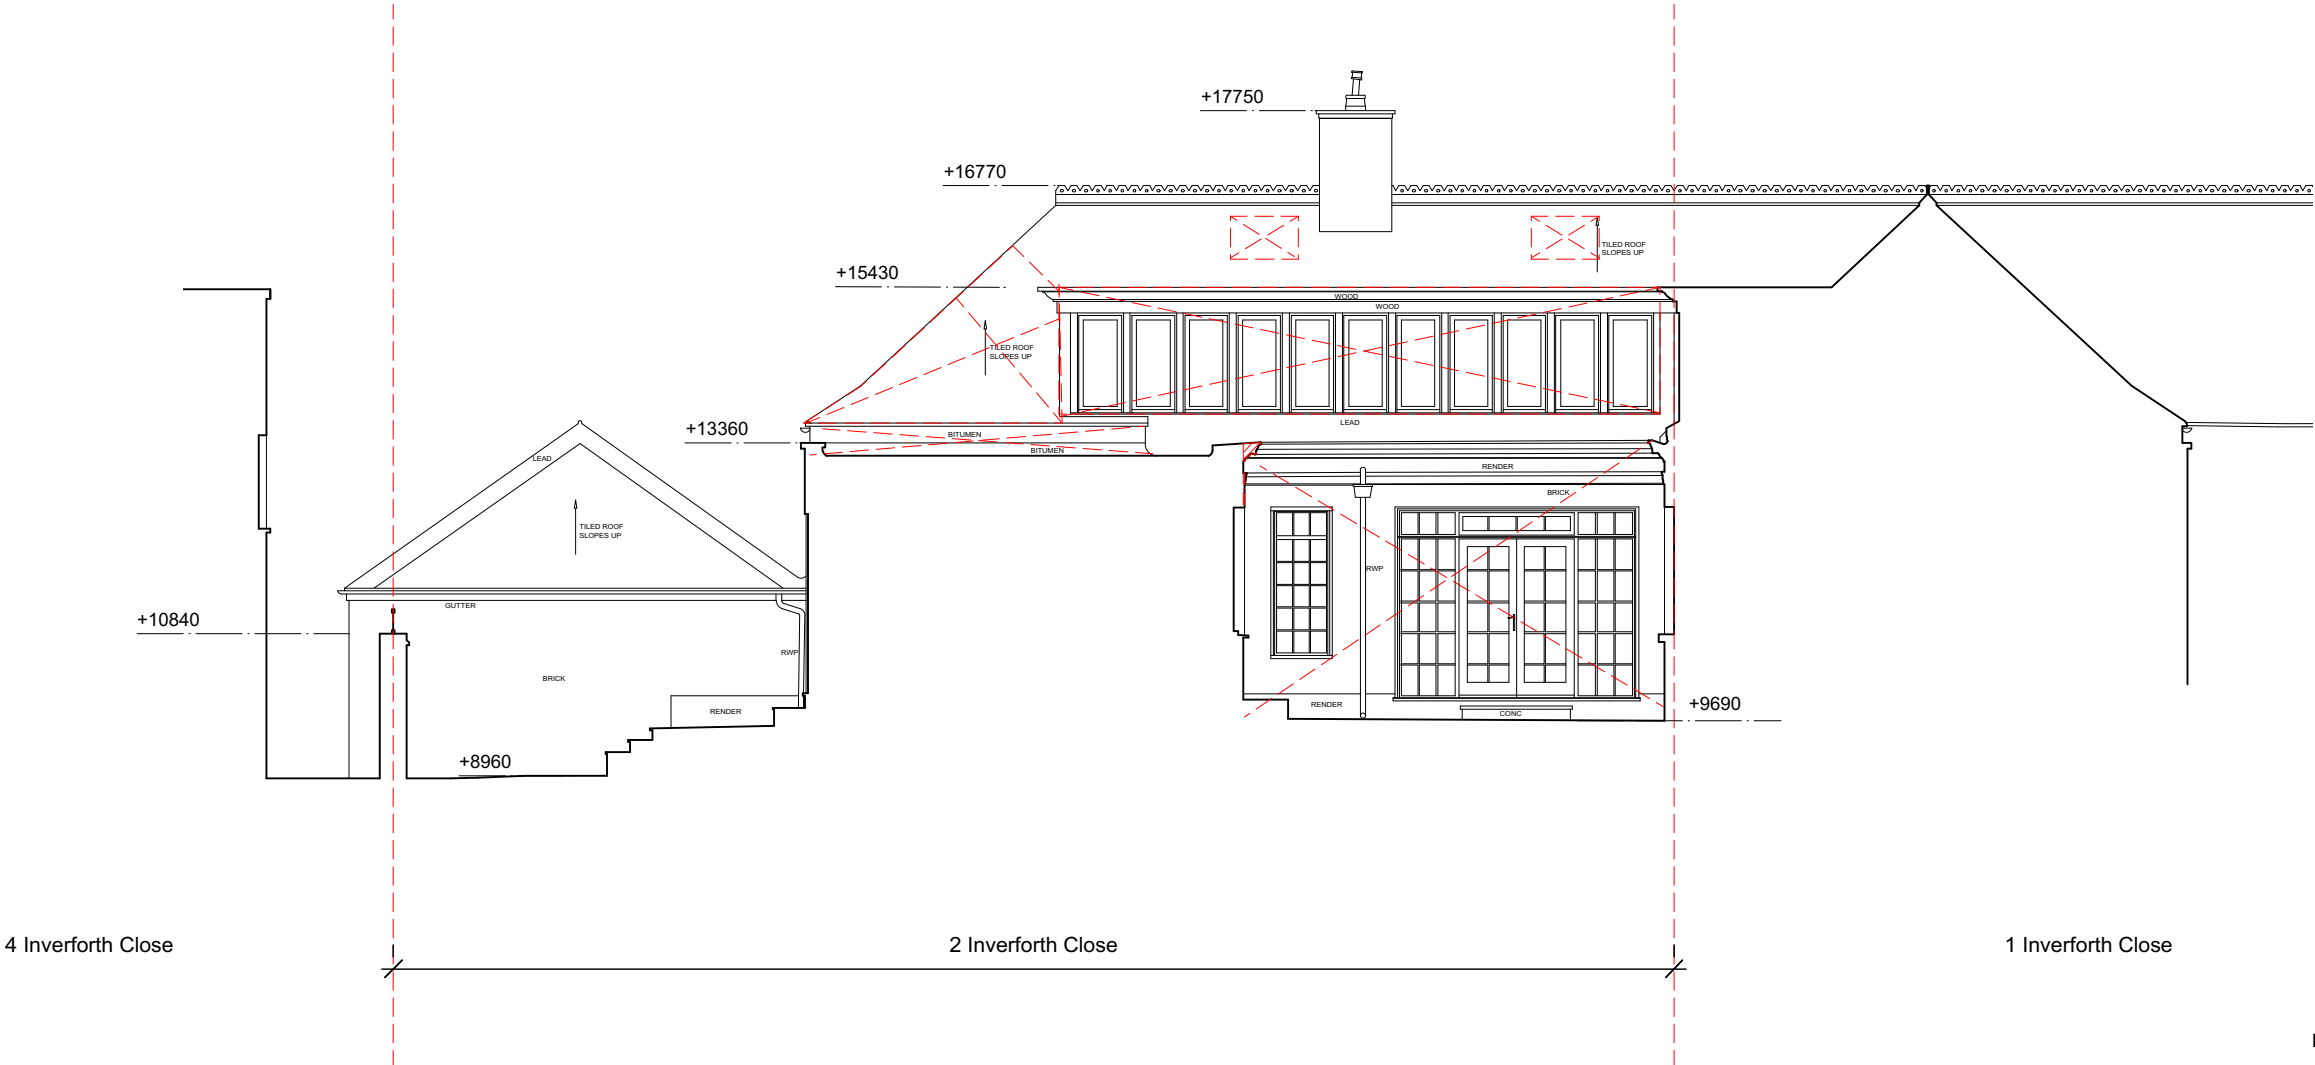 +17750
+16770
TILED ROOF
SLOPES UP
+15430
WOOD
WOOD
TILED ROOF
SLOPES UP
LEAD
+13360
BITUMEN
BITUMEN
LEAD
RENDER
BRICK
TILED ROOF
SLOPES UP
RWP
GUTTER
+10840
RWP
BRICK
RENDER
RENDER
CONC
+9690
+8960
4 Inverforth Close
2 Inverforth Close
1 Inverforth Close